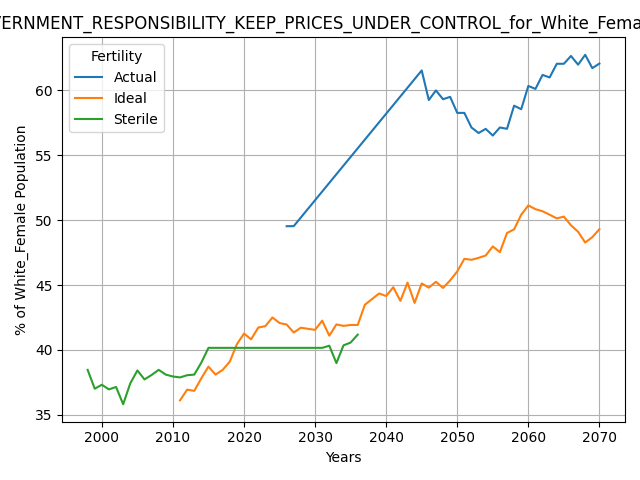 VERNMENT_RESPONSIBILITY_KEEP_PRICES_UNDER_CONTROL_for_White_Fema
Fertility
Actual
Ideal
Sterile
% of White_Female Population
60
55
50
45
40
35
2000 2010 2020 2030 2040 2050 2060 2070
Years